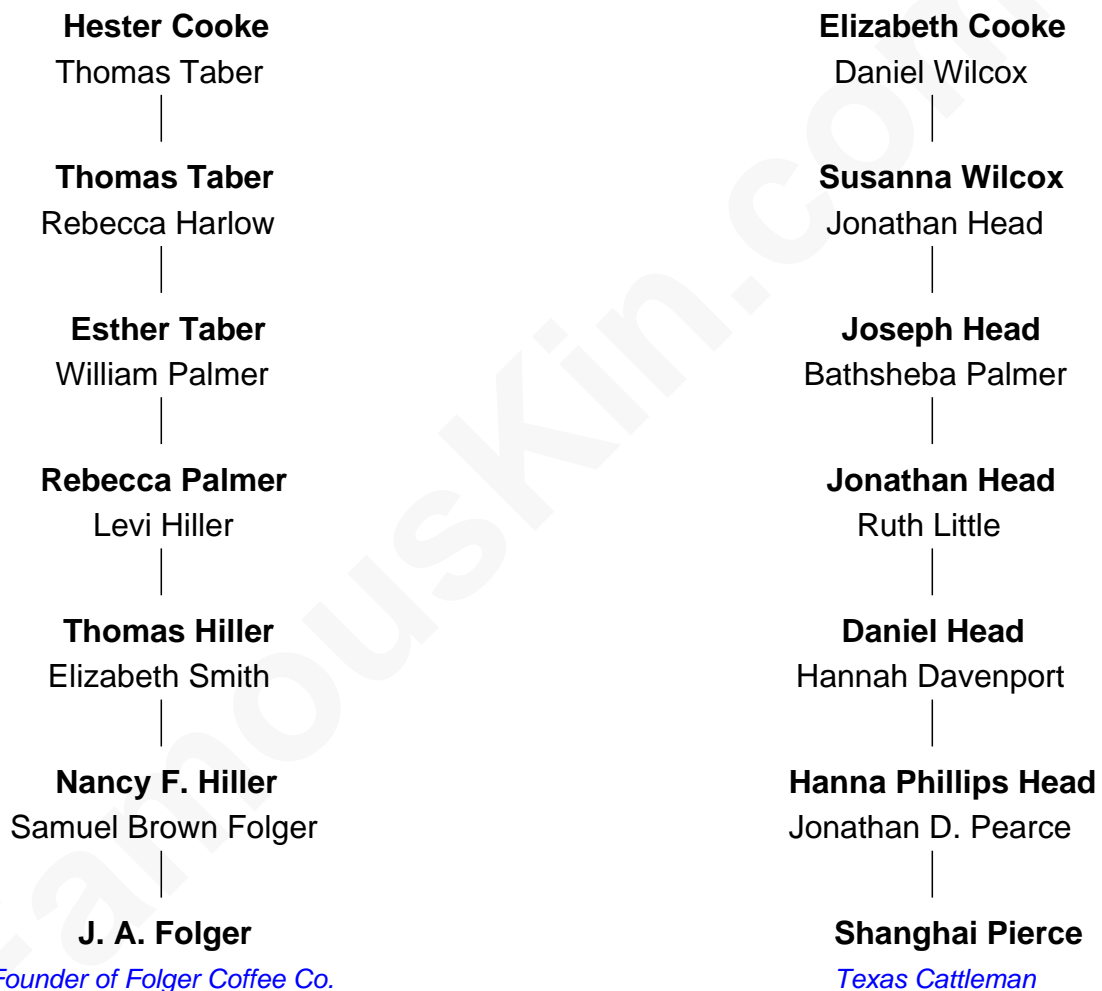 Hester Cooke
Thomas Taber
Thomas Taber
Rebecca Harlow
Esther Taber
William Palmer
Rebecca Palmer
Levi Hiller
Thomas Hiller
Elizabeth Smith
Nancy F. Hiller
Samuel Brown Folger
J. A. Folger
Founder of Folger Coffee Co.
Elizabeth Cooke
Daniel Wilcox
Susanna Wilcox
Jonathan Head
Joseph Head
Bathsheba Palmer
Jonathan Head
Ruth Little
Daniel Head
Hannah Davenport
Hanna Phillips Head
Jonathan D. Pearce
Shanghai Pierce
Texas Cattleman
FamousKin.com